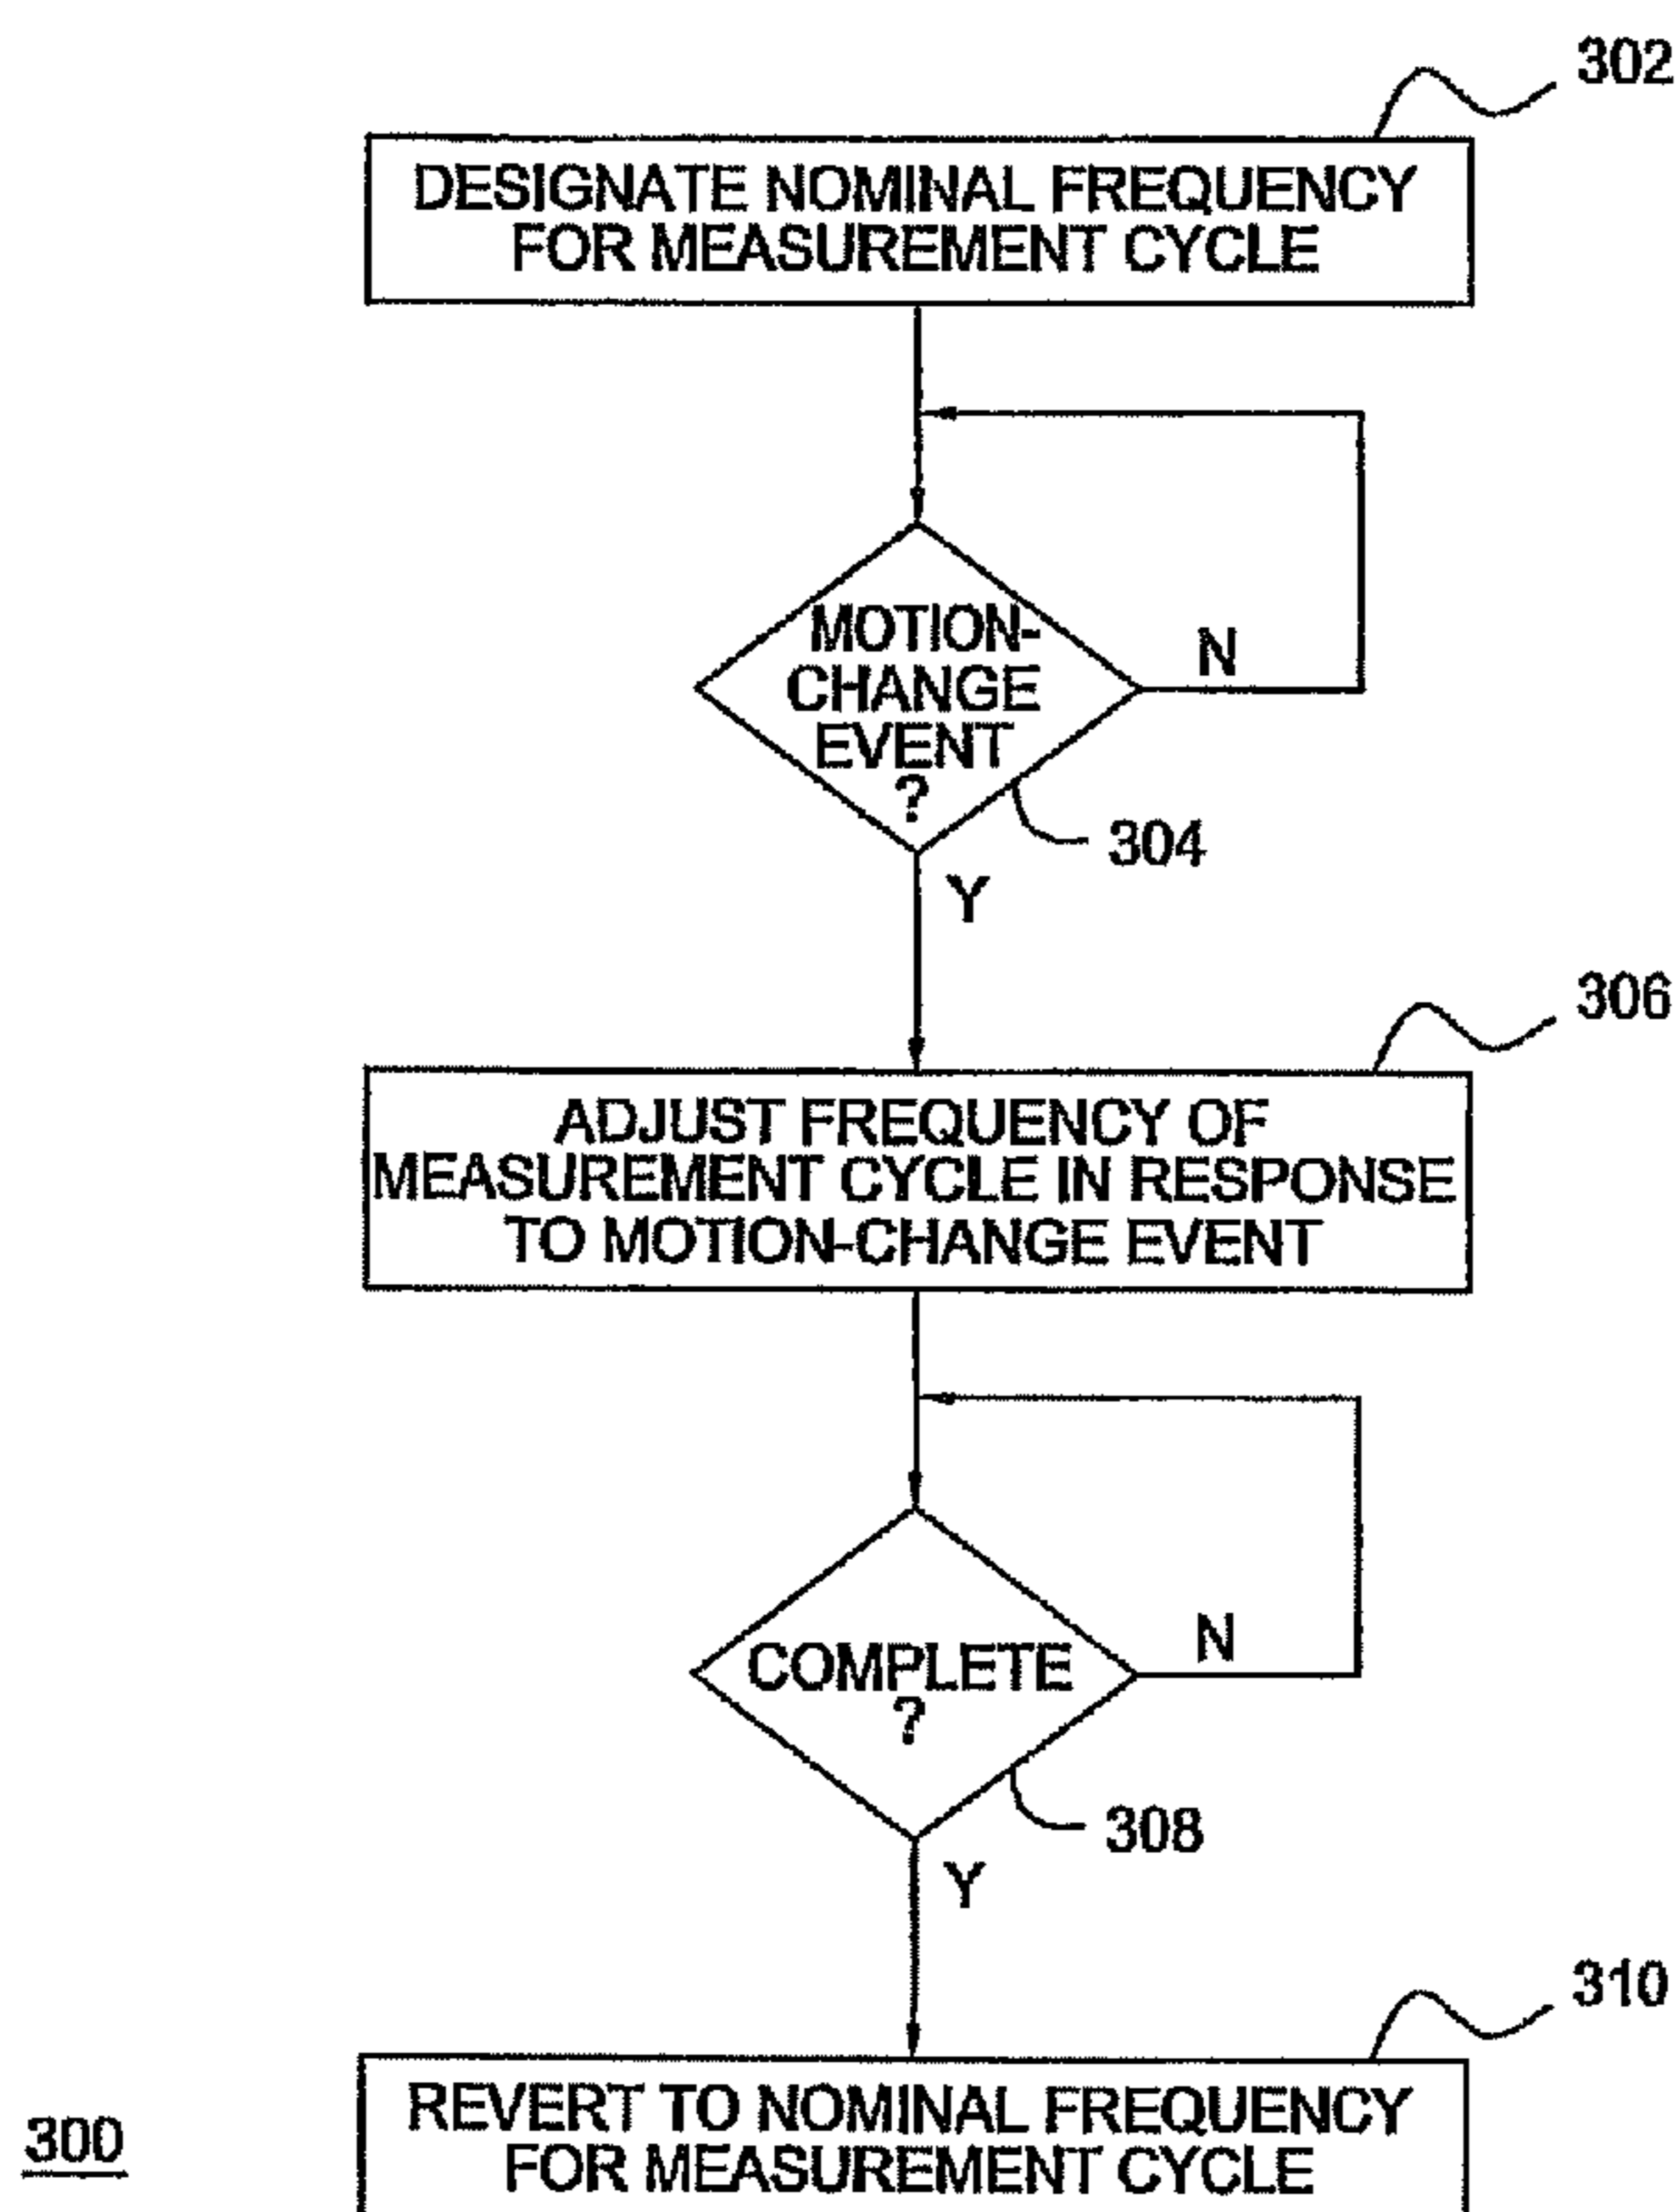 302
DESIGNATE NOMINAL FREQUENCY
FOR MEASUREMENT CYCLE
MOTION-
CHANGE
EVENT
?
N
304
Y
306
ADJUST FREQUENCY OF
MEASUREMENT CYCLE IN RESPONSE
TO MOTION-CHANGE EVENT
COMPLETE
?
N
308
Y
310
REVERT TO NOMINAL FREQUENCY
FOR MEASUREMENT CYCLE
300